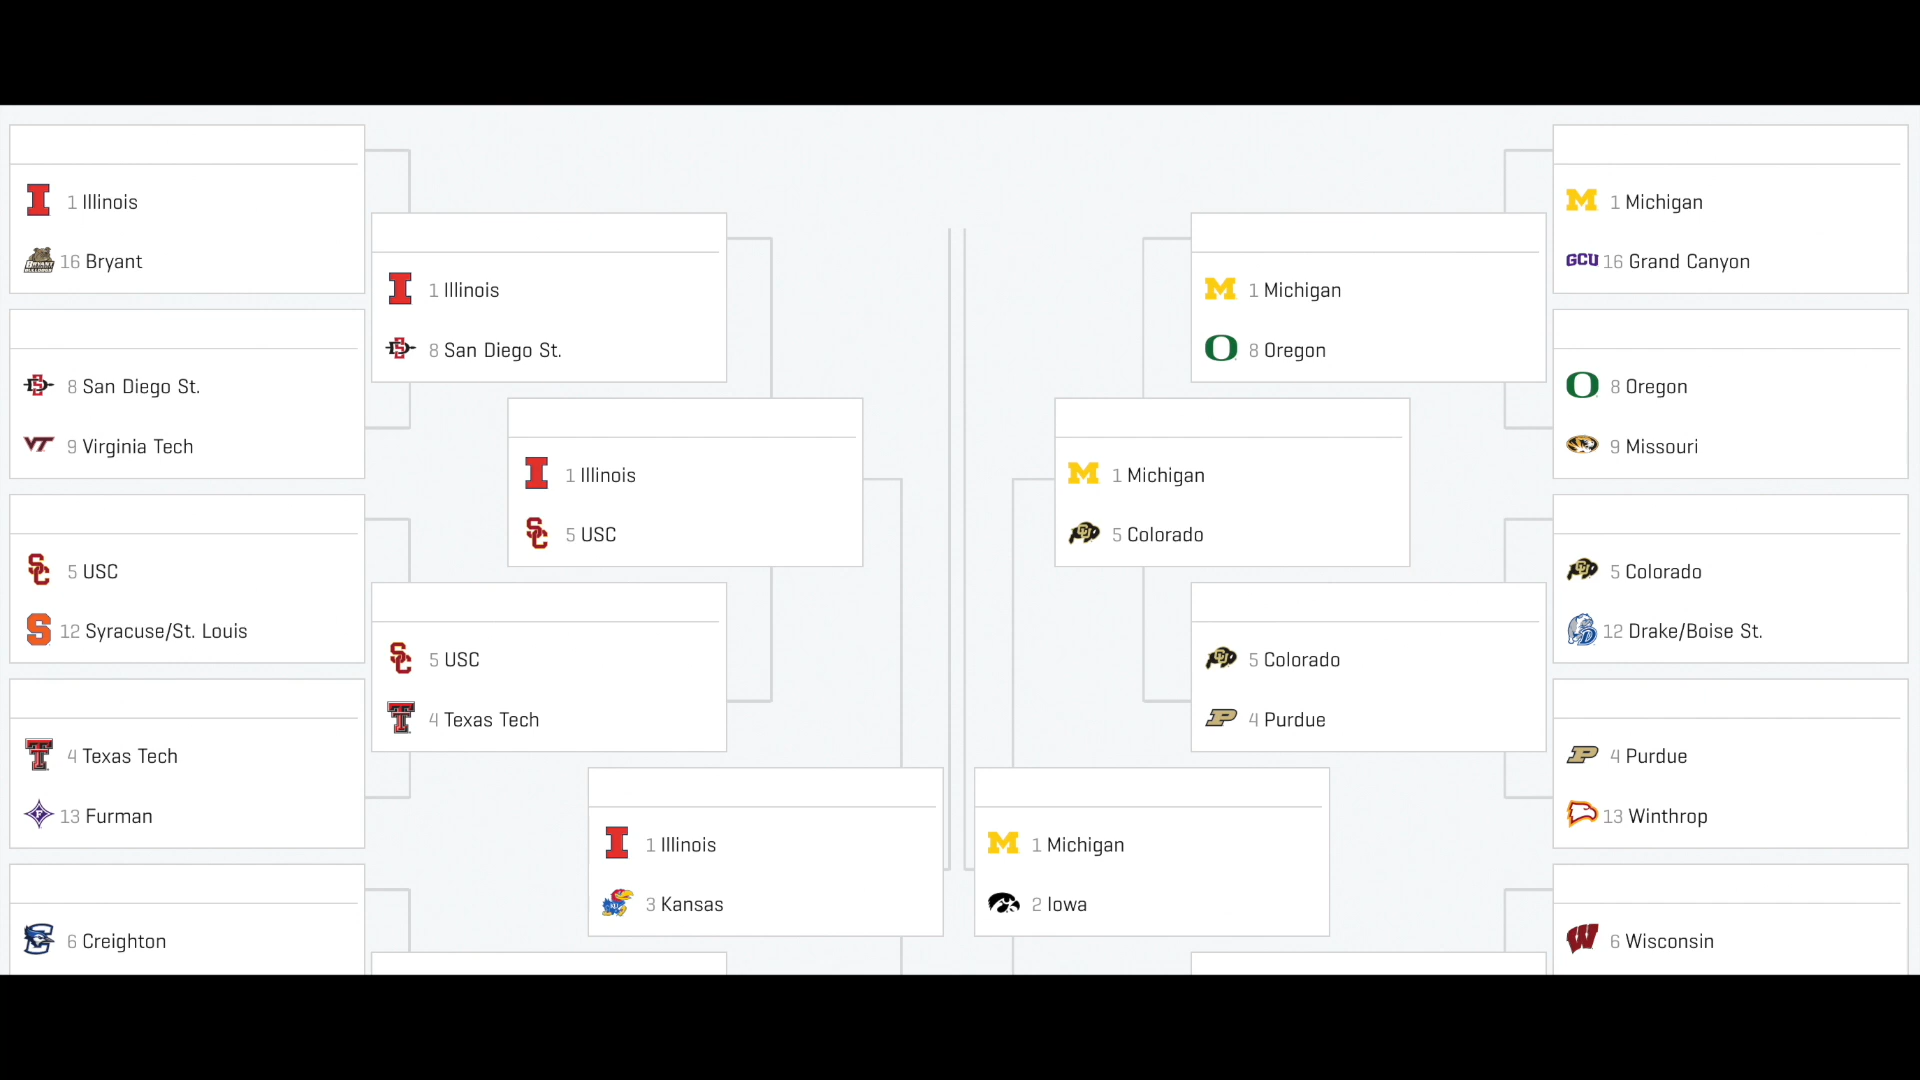 1 Illinois
16 Bryant
8 San Diego St.
9 Virginia Tech
5 USC
12 Syracuse/St. Louis
4 Texas Tech
13 Furman
6 Creighton
1 Illinois
8 San Diego St.
5 USC
4 Texas Tech
1 Illinois
5 USC
1 Illinois
3 Kansas
1 Michigan
2 Iowa
1 Michigan
5 Colorado
1 Michigan
8 Oregon
5 Colorado
4 Purdue
1 Michigan
GCU 16 Grand Canyon
8 Oregon
9 Missouri
5 Colorado
12 Drake/Boise St.
4 Purdue
13 Winthrop
6 Wisconsin